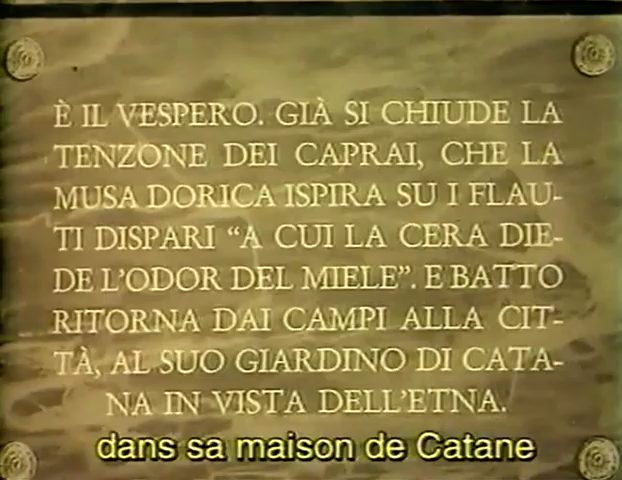 È IL VESPERO. GIÀ SI CHIUDE LA
TENZONE DEI CAPRAI, CHE LA
MUSA DORICA ISPIRA SU I FLAU-
TI DISPARI “A CUI LA CERA DIE-
DE L'ODOR DEL MIELE”. E BATTO
RITORNA DAI CAMPI ALLA CIT-
TÀ, AL SUO GIARDINO DI CATA-
NA IN VISTA DELL'ETNA.
dans sa maison de Catane